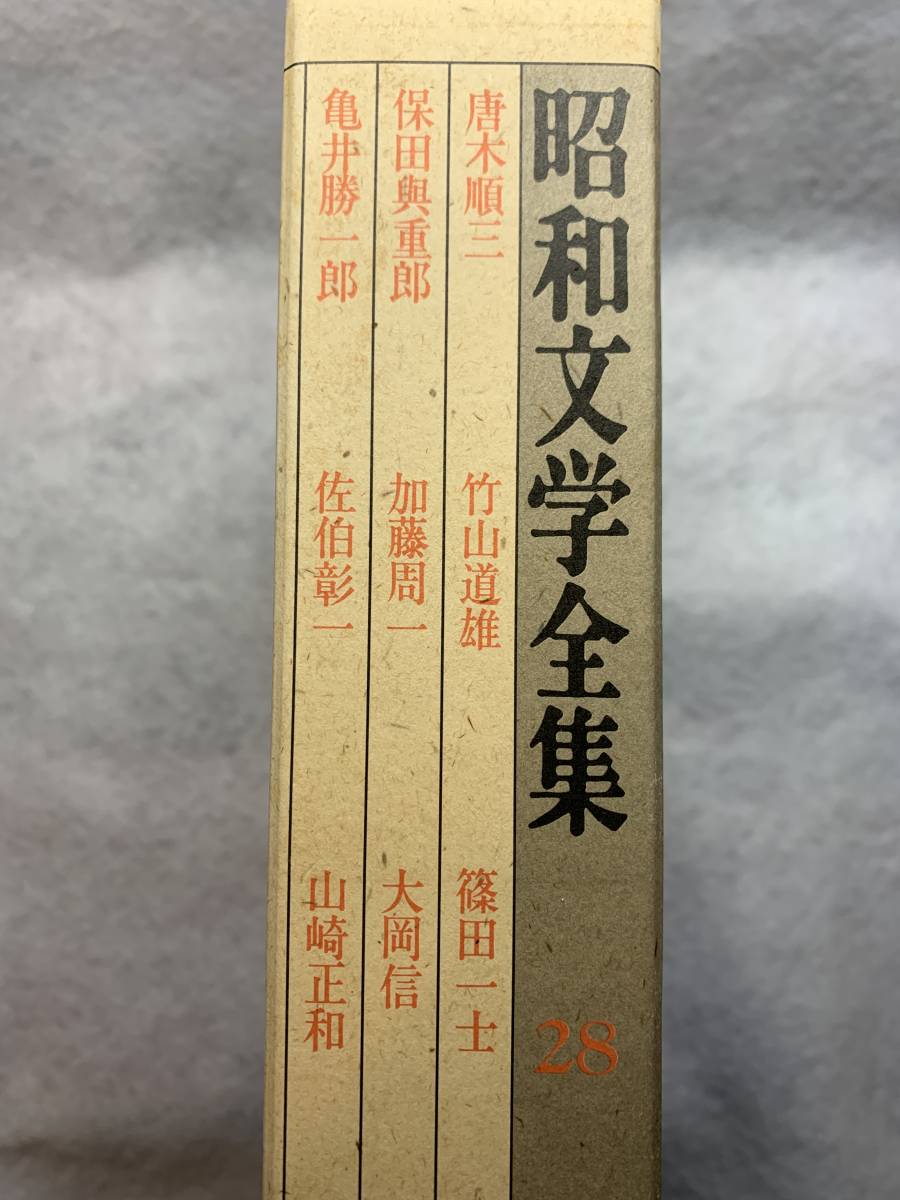 昭和文学全集
28
唐木順三
竹山道雄
篠田一士
保田與重郎
加藤周一
大岡信
亀井勝一郎
佐伯彰一
山崎正和